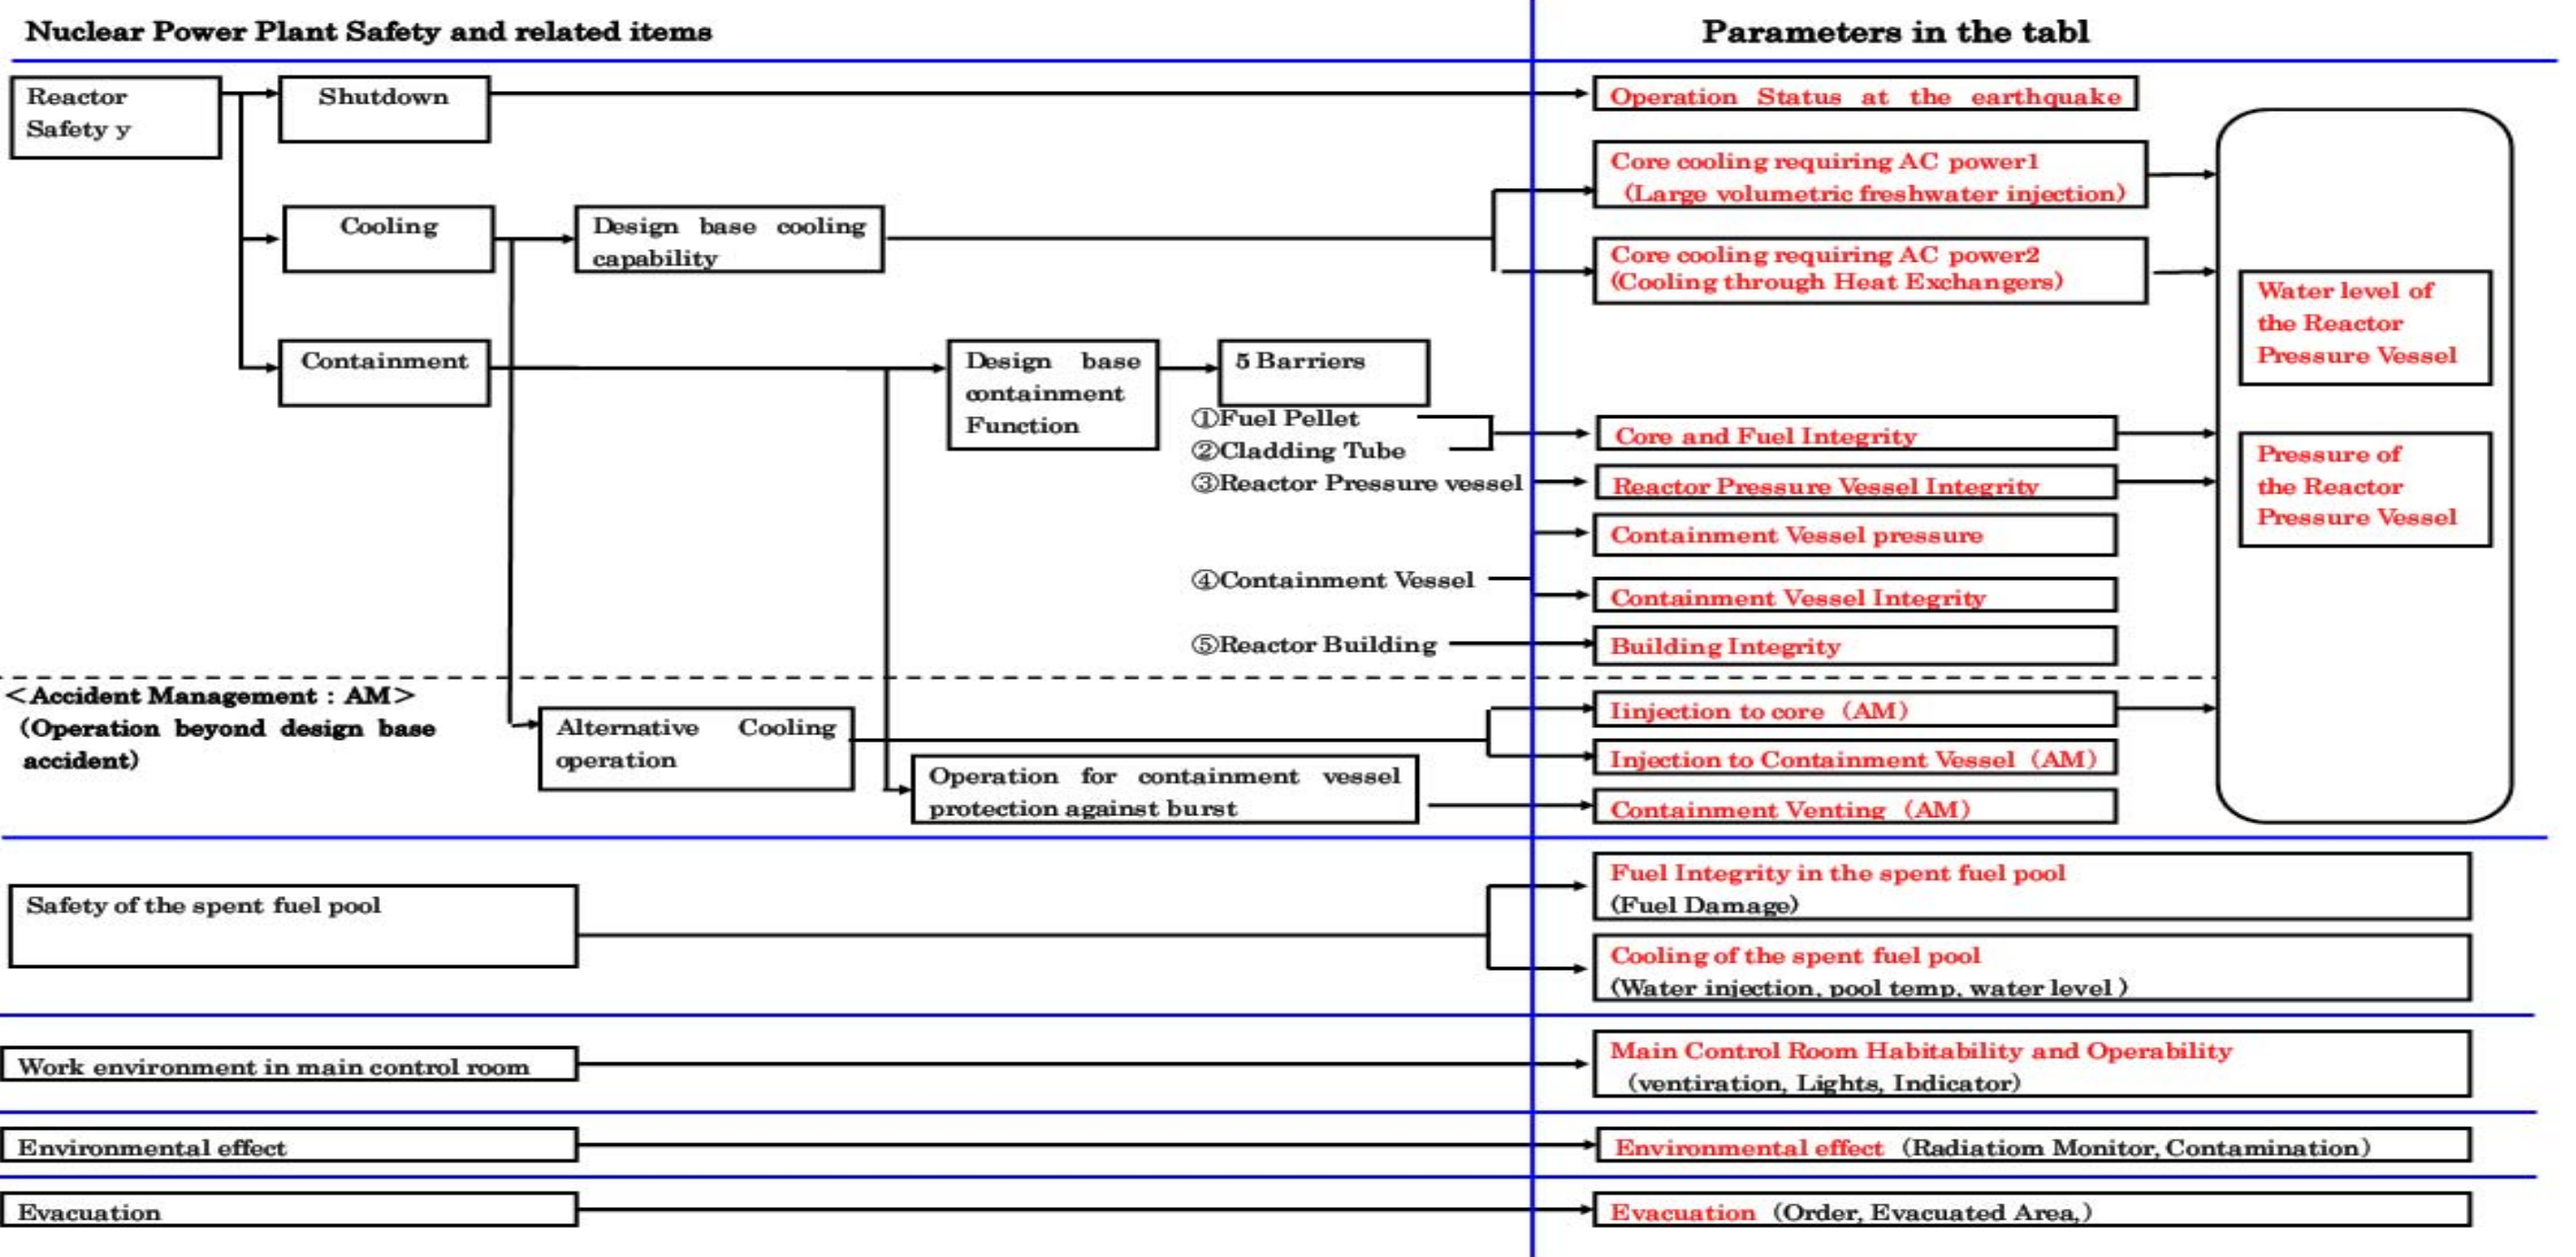 Nuclear Power Plant Safety and related items
Parameters in the tabl
Reactor
Safety y
Shutdown
Operation Status at the earthquake
Core cooling requiring AC power1
(Large volumetric freshwater injection)
Cooling
Design base cooling
capability
Core cooling requiring AC power2
(Cooling through Heat Exchangers)
Water level of
the Reactor
Pressure Vessel
Containment
Design base
containment
Function
5 Barriers
①Fuel Pellet
②Cladding Tube
③Reactor Pressure vessel
④Containment Vessel
⑤Reactor Building
Core and Fuel Integrity
Reactor Pressure Vessel Integrity
Containment Vessel pressure
Containment Vessel Integrity
Building Integrity
Pressure of
the Reactor
Pressure Vessel
<Accident Management : AM>
(Operation beyond design base
accident)
Alternative Cooling
operation
Operation for containment vessel
protection against burst
Iinjection to core (AM)
Injection to Containment Vessel (AM)
Containment Venting (AM)
Safety of the spent fuel pool
Fuel Integrity in the spent fuel pool
(Fuel Damage)
Cooling of the spent fuel pool
(Water injection, pool temp, water level )
Work environment in main control room
Main Control Room Habitability and Operability
(ventiration, Lights, Indicator)
Environmental effect
Environmental effect (Radiatiom Monitor, Contamination)
Evacuation
Evacuation (Order, Evacuated Area,)